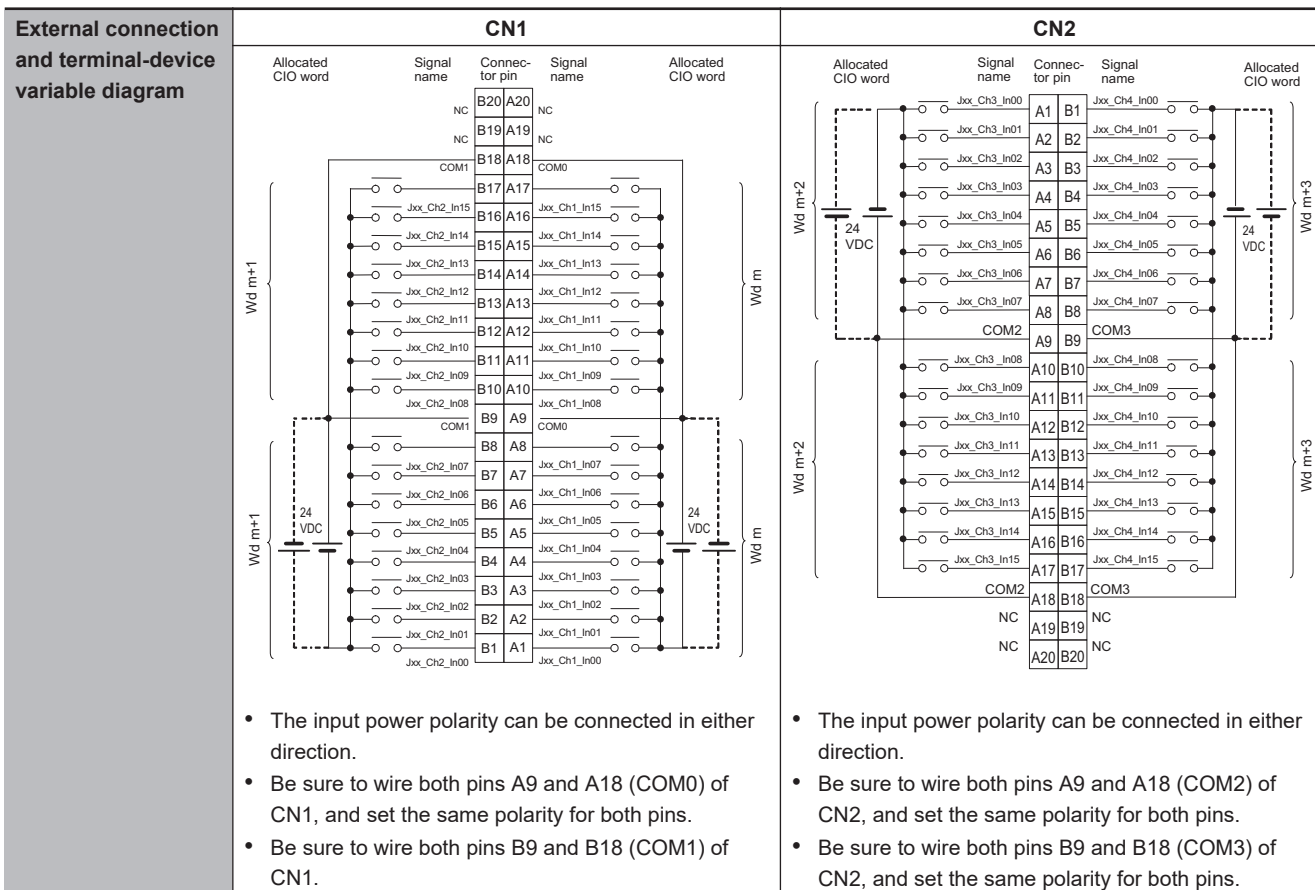 External connection
and terminal-device
variable diagram
CN1
Allocated
CIO word
Signal
name
Connec-
tor pin
Signal
name
Allocated
CIO word
NC B20 A20 NC
NC B19 A19 NC
COM1 B18 A18 COM0
B17 A17
Jxx_Ch2_In15 B16 A16 Jxx_Ch1_In15
Jxx_Ch2_In14 B15 A15 Jxx_Ch1_In14
Jxx_Ch2_In13 B14 A14 Jxx_Ch1_In13
Jxx_Ch2_In12 B13 A13 Jxx_Ch1_In12
Jxx_Ch2_In11 B12 A12 Jxx_Ch1_In11
Jxx_Ch2_In10 B11 A11 Jxx_Ch1_In10
Jxx_Ch2_In09 B10 A10 Jxx_Ch1_In09
Jxx_Ch2_In08 Jxx_Ch1_In08
B9 A9
COM1 COM0
B8 A8
Jxx_Ch2_In07 B7 A7 Jxx_Ch1_In07
Jxx_Ch2_In06 B6 A6 Jxx_Ch1_In06
Jxx_Ch2_In05 B5 A5 Jxx_Ch1_In05
Jxx_Ch2_In04 B4 A4 Jxx_Ch1_In04
Jxx_Ch2_In03 B3 A3 Jxx_Ch1_In03
Jxx_Ch2_In02 B2 A2 Jxx_Ch1_In02
Jxx_Ch2_In01 B1 A1 Jxx_Ch1_In01
Jxx_Ch2_In00 Jxx_Ch1_In00
Wd m+1
Wd m
Wd m+1
Wd m
24
VDC
24
VDC
• The input power polarity can be connected in either
direction.
• Be sure to wire both pins A9 and A18 (COM0) of
CN1, and set the same polarity for both pins.
• Be sure to wire both pins B9 and B18 (COM1) of
CN1.
CN2
Allocated
CIO word
Signal
name
Connec-
tor pin
Signal
name
Allocated
CIO word
Jxx_Ch3_In00 A1 B1 Jxx_Ch4_In00
Jxx_Ch3_In01 A2 B2 Jxx_Ch4_In01
Jxx_Ch3_In02 A3 B3 Jxx_Ch4_In02
Jxx_Ch3_In03 A4 B4 Jxx_Ch4_In03
Jxx_Ch3_In04 A5 B5 Jxx_Ch4_In04
Jxx_Ch3_In05 A6 B6 Jxx_Ch4_In05
Jxx_Ch3_In06 A7 B7 Jxx_Ch4_In06
Jxx_Ch3_In07 A8 B8 Jxx_Ch4_In07
COM2 A9 B9 COM3
Jxx_Ch3_In08 A10 B10 Jxx_Ch4_In08
Jxx_Ch3_In09 A11 B11 Jxx_Ch4_In09
Jxx_Ch3_In10 A12 B12 Jxx_Ch4_In10
Jxx_Ch3_In11 A13 B13 Jxx_Ch4_In11
Jxx_Ch3_In12 A14 B14 Jxx_Ch4_In12
Jxx_Ch3_In13 A15 B15 Jxx_Ch4_In13
Jxx_Ch3_In14 A16 B16 Jxx_Ch4_In14
Jxx_Ch3_In15 A17 B17 Jxx_Ch4_In15
COM2 A18 B18 COM3
NC A19 B19 NC
NC A20 B20 NC
Wd m+2
Wd m+3
Wd m+2
Wd m+3
24
VDC
24
VDC
• The input power polarity can be connected in either
direction.
• Be sure to wire both pins A9 and A18 (COM2) of
CN2, and set the same polarity for both pins.
• Be sure to wire both pins B9 and B18 (COM3) of
CN2, and set the same polarity for both pins.